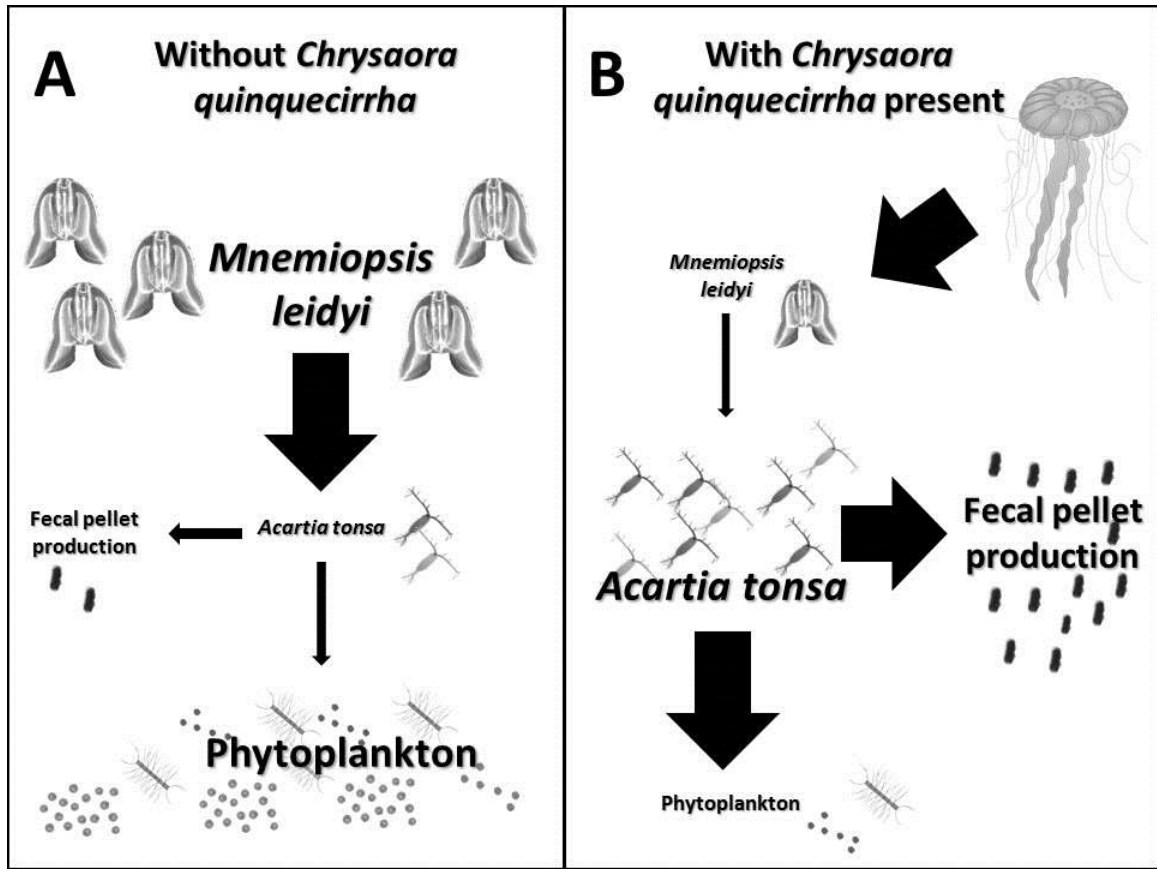 A
Without Chrysaora
quinquecirrha
Mnemiopsis
leidyi
Fecal pellet
production
Acartia tonsa
Phytoplankton
B
With Chrysaora
quinquecirrha present
Mnemiopsis
leidyi
Acartia tonsa
Fecal pellet
production
Phytoplankton